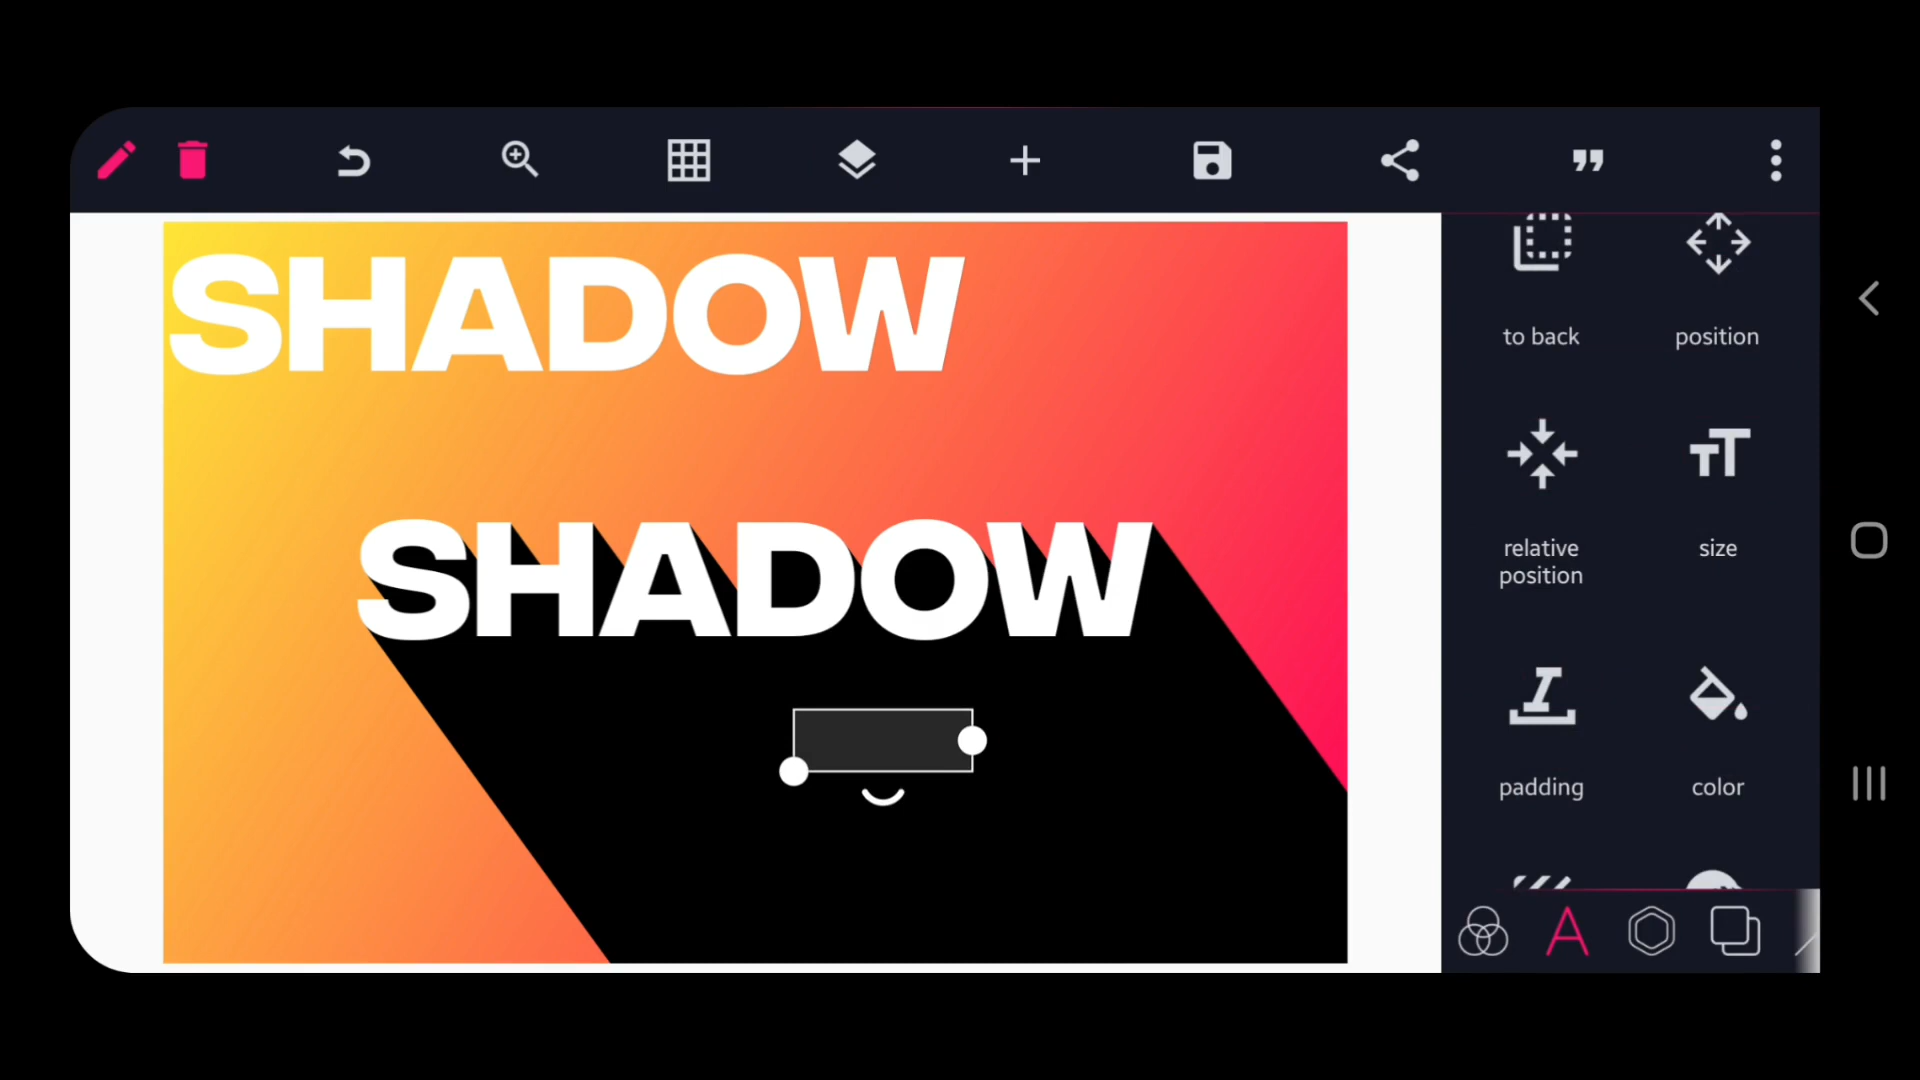 SHADOW
SHADOW
to back
position
relative
position
size
padding
color